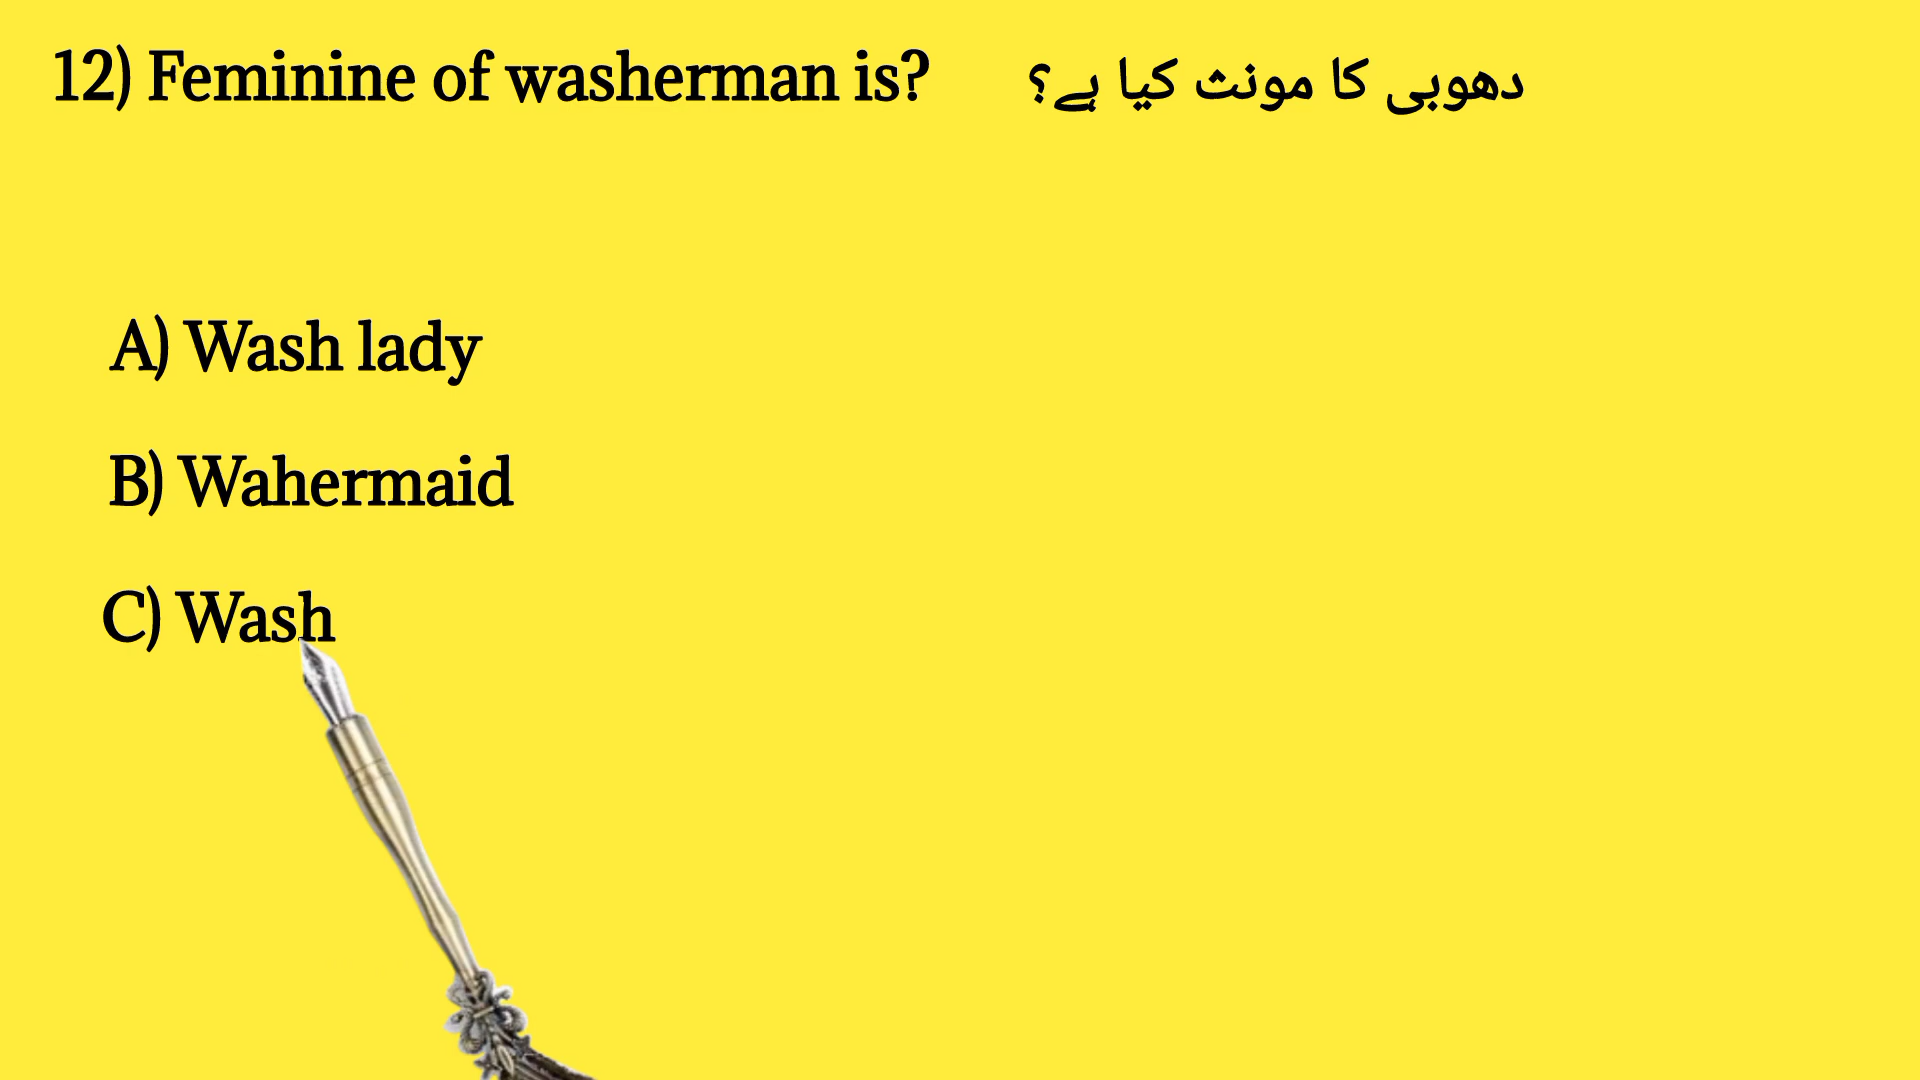 12) Feminine of washerman is? دھوبی کا مونث کیا ہے؟
A) Wash lady
B) Wahermaid
C) Wash